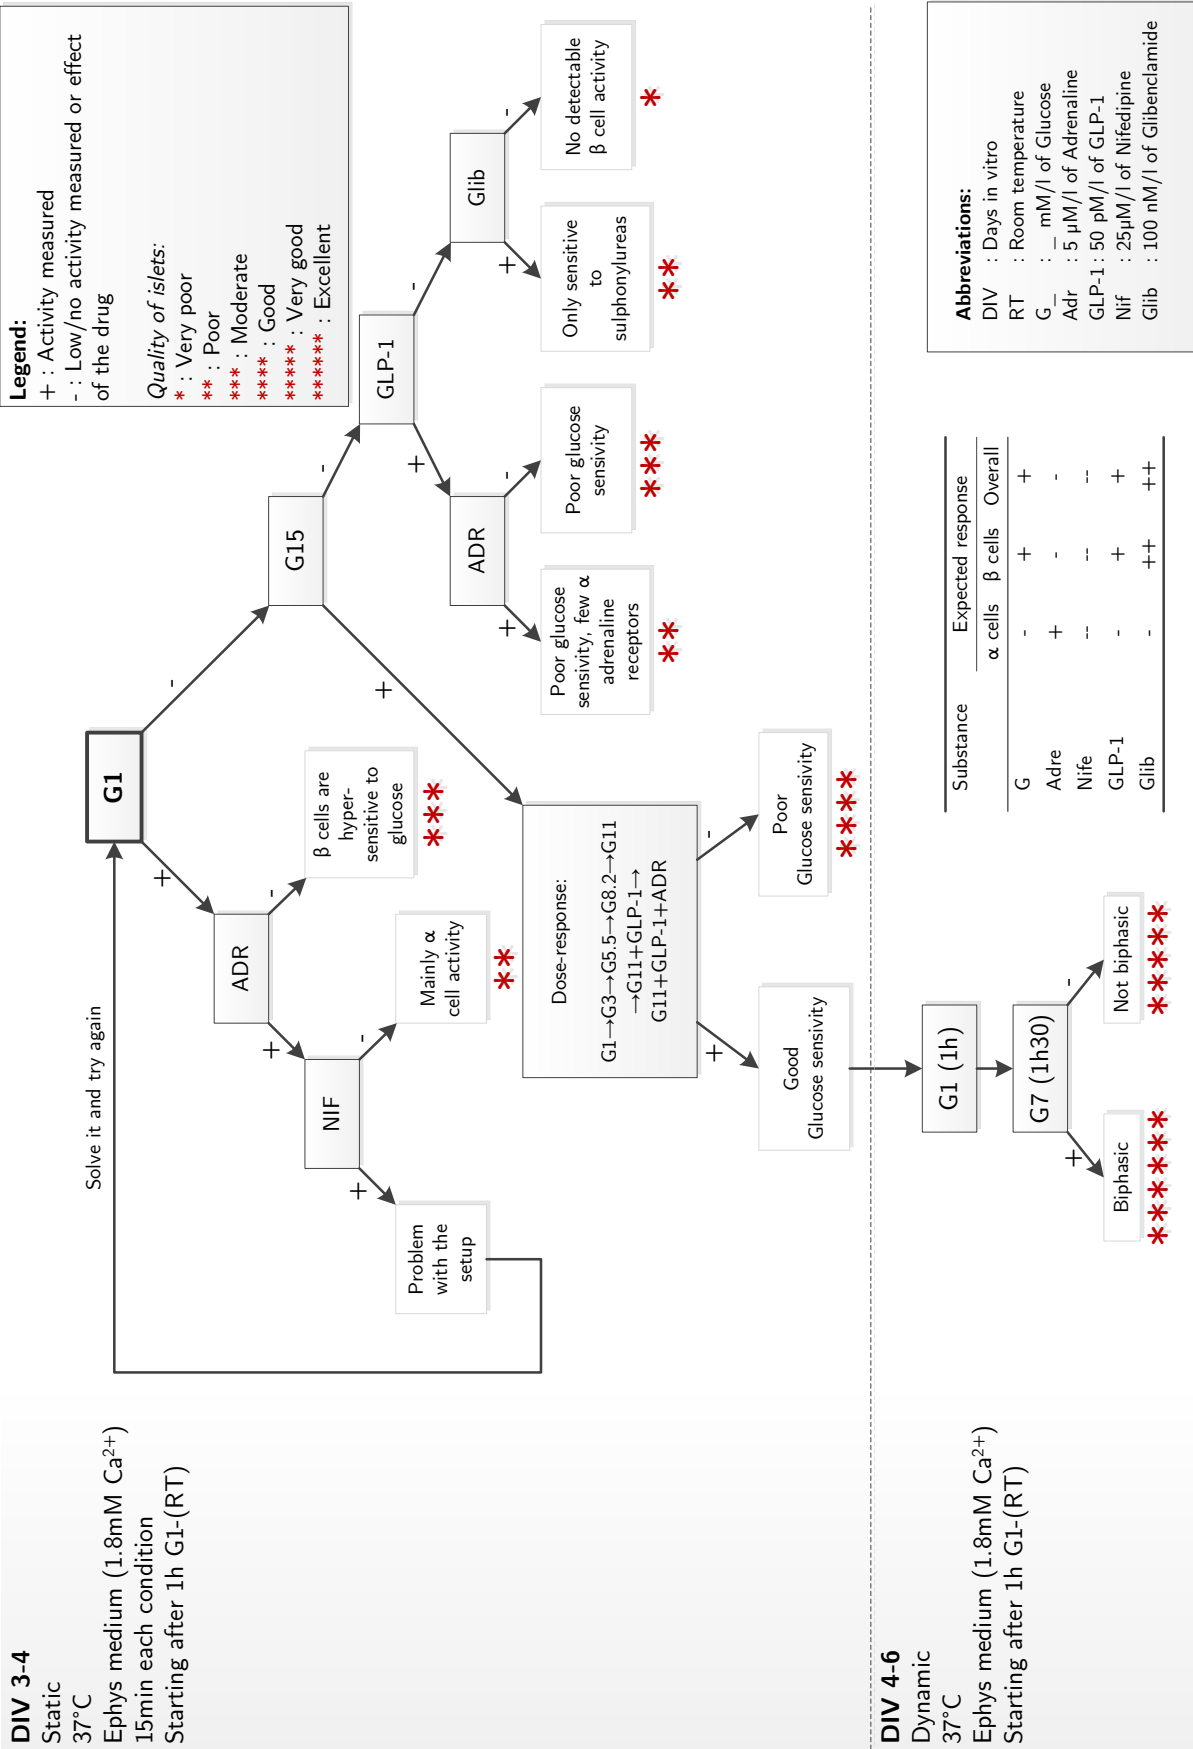 DIV 3-4
Static
37°C
Ephys medium (1.8mM Ca²⁺)
15min each condition
Starting after 1h G1-(RT)
Solve it and try again
G1
+
-
ADR
+
-
NIF
+
-
Problem
with the
setup
Mainly α
cell activity
**
β cells are
hyper-
sensitive to
glucose
***
G15
+
-
GLP-1
+
-
ADR
+
-
Poor glucose
sensivity, few α
adrenaline
receptors
**
Poor glucose
sensivity
***
Glib
+
-
Only sensitive
to
sulphonylureas
**
No detectable
β cell activity
*
Dose-response:
G1→G3→G5.5→G8.2→G11
→G11+GLP-1→
G11+GLP-1+ADR
+
-
Good
Glucose sensivity
Poor
Glucose sensivity
****
Legend:
+ : Activity measured
- : Low/no activity measured or effect
of the drug
Quality of islets:
* : Very poor
** : Poor
*** : Moderate
**** : Good
***** : Very good
****** : Excellent
DIV 4-6
Dynamic
37°C
Ephys medium (1.8mM Ca²⁺)
Starting after 1h G1-(RT)
G1 (1h)
G7 (1h30)
+
-
Biphasic
******
Not biphasic
*****
Substance Expected response
α cells β cells Overall
G - + +
Adre + - -
Nife -- -- --
GLP-1 - + +
Glib - ++ ++
Abbreviations:
DIV : Days in vitro
RT : Room temperature
G_ : _ mM/l of Glucose
Adr : 5 μM/l of Adrenaline
GLP-1 : 50 pM/l of GLP-1
Nif : 25μM/l of Nifedipine
Glib : 100 nM/l of Glibenclamide